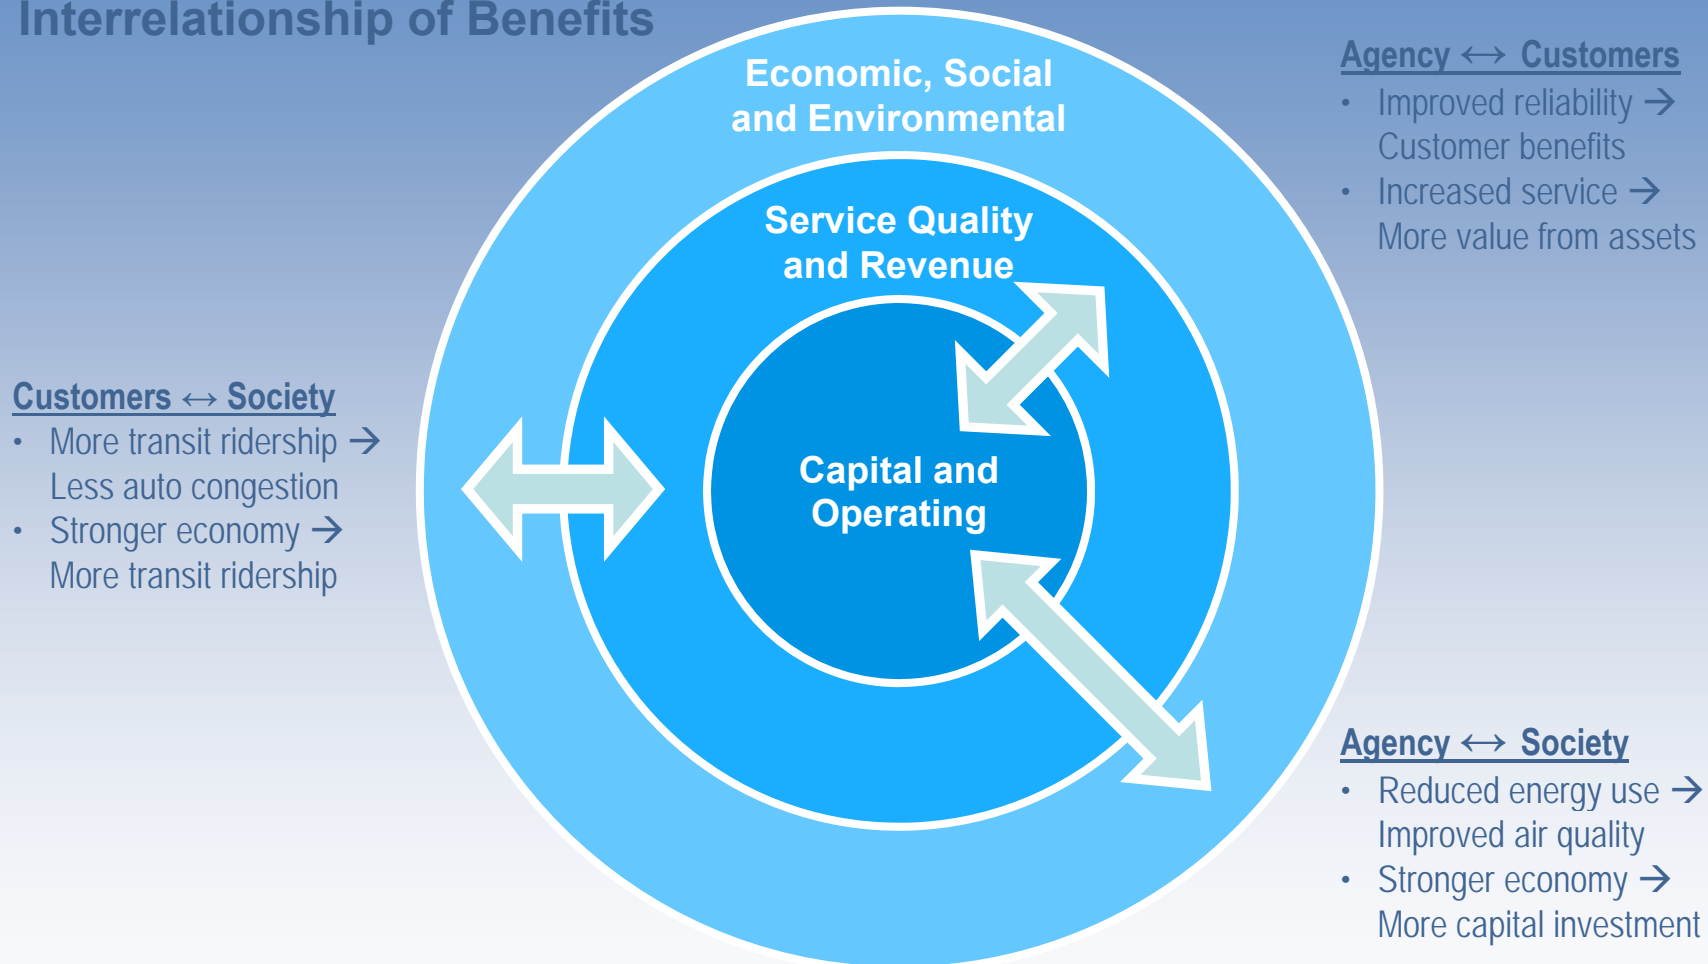 Interrelationship of Benefits
Economic, Social
and Environmental
Service Quality
and Revenue
Capital and
Operating
Agency ↔ Customers
• Improved reliability →
Customer benefits
• Increased service →
More value from assets
Customers ↔ Society
• More transit ridership →
Less auto congestion
• Stronger economy →
More transit ridership
Agency ↔ Society
• Reduced energy use →
Improved air quality
• Stronger economy →
More capital investment